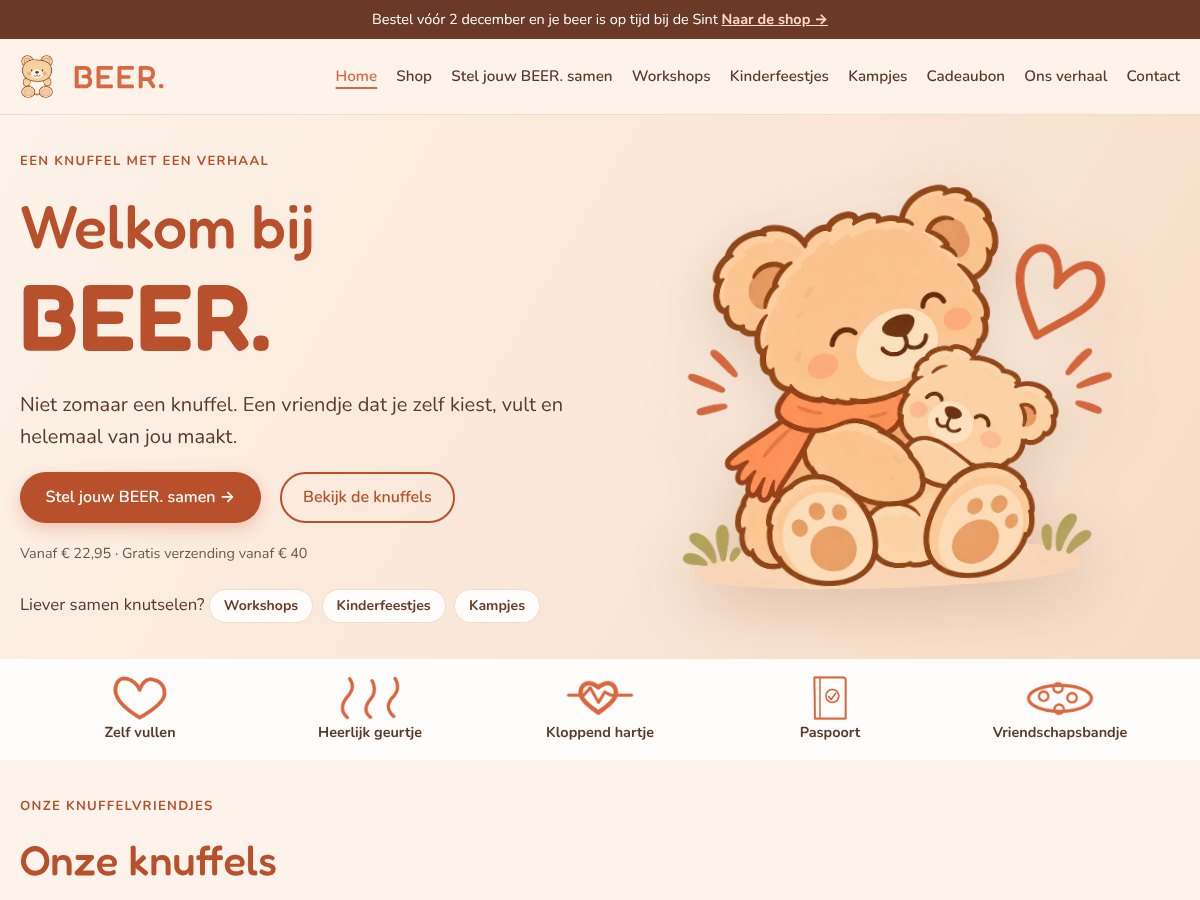 Bestel vóór 2 december en je beer is op tijd bij de Sint Naar de shop →
BEER.
Home Shop Stel jouw BEER. samen Workshops Kinderfeestjes Kampjes Cadeaubon Ons verhaal Contact
EEN KNUFFEL MET EEN VERHAAL
Welkom bij
BEER.
Niet zomaar een knuffel. Een vriendje dat je zelf kiest, vult en
helemaal van jou maakt.
Stel jouw BEER. samen →
Bekijk de knuffels
Vanaf € 22,95 · Gratis verzending vanaf € 40
Liever samen knutselen? Workshops Kinderfeestjes Kampjes
Zelf vullen
Heerlijk geurtje
Kloppend hartje
Paspoort
Vriendschapsbandje
ONZE KNUFFELVRIENDJES
Onze knuffels